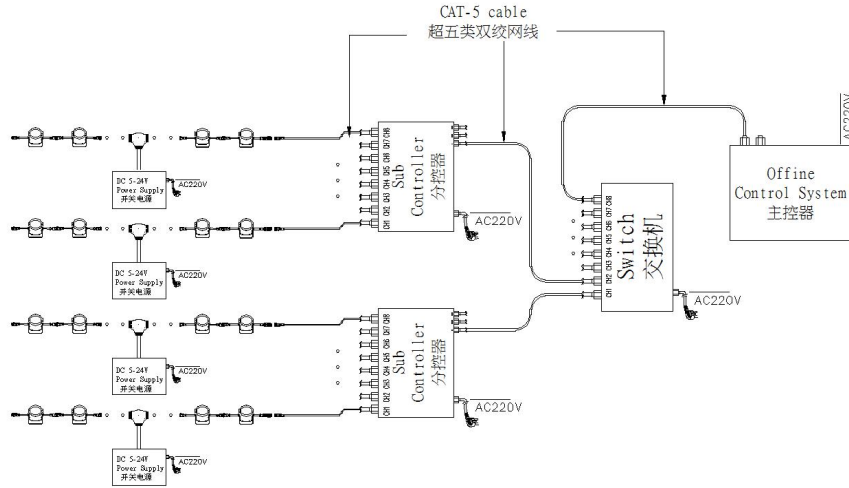 CAT-5 cable
超五类双绞网线
CH8
CH7
CH6
CH5
CH4
CH3
CH2
CH1
Sub
Controller
分控器
AC220V
DC 5-24V
Power Supply
开关电源
AC220V
DC 5-24V
Power Supply
开关电源
AC220V
CH8
CH7
CH6
CH5
CH4
CH3
CH2
CH1
Switch
交换机
AC220V
AC220V
Offine
Control System
主控器
CH8
CH7
CH6
CH5
CH4
CH3
CH2
CH1
Sub
Controller
分控器
AC220V
DC 5-24V
Power Supply
开关电源
AC220V
DC 5-24V
Power Supply
开关电源
AC220V